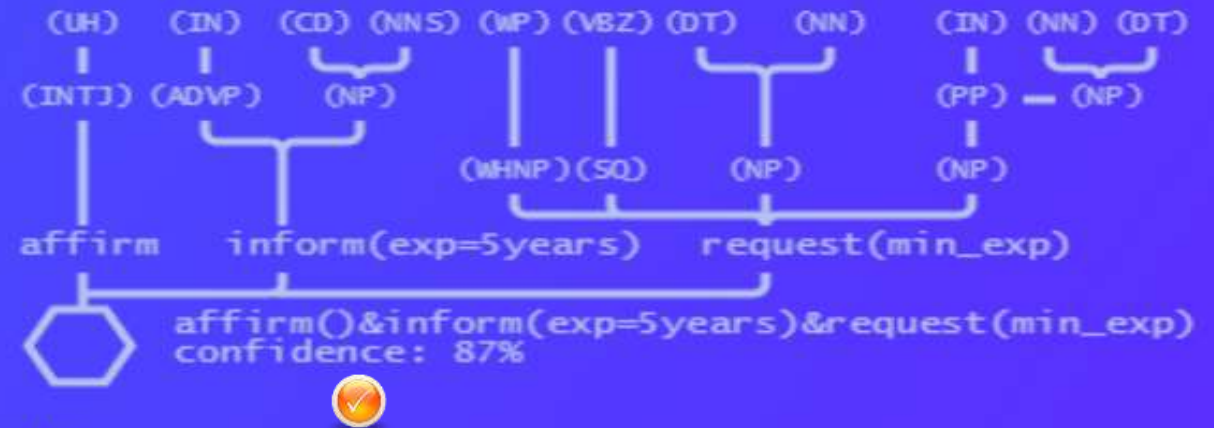 (UH) (IN) (CD) (NNS) (WP) (VBZ) (DT) (NN) (IN) (NN) (DT)
(INTJ) (ADVP) (NP) (PP) (NP)
(WHNP) (SQ) (NP) (NP)
affirm inform(exp=5years) request(min_exp)
affirm()&inform(exp=5years)&request(min_exp)
confidence: 87%